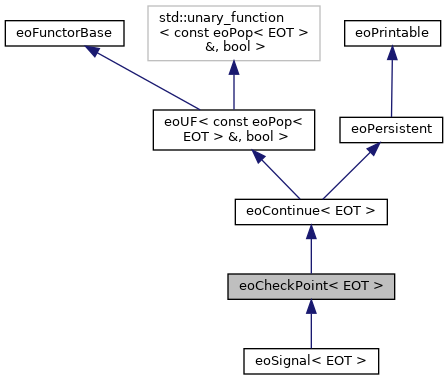 std::unary_function
< const eoPop< EOT >
&, bool >
eoFunctorBase
eoPrintable
eoUF< const eoPop<
EOT > &, bool >
eoPersistent
eoContinue< EOT >
eoCheckPoint< EOT >
eoSignal< EOT >